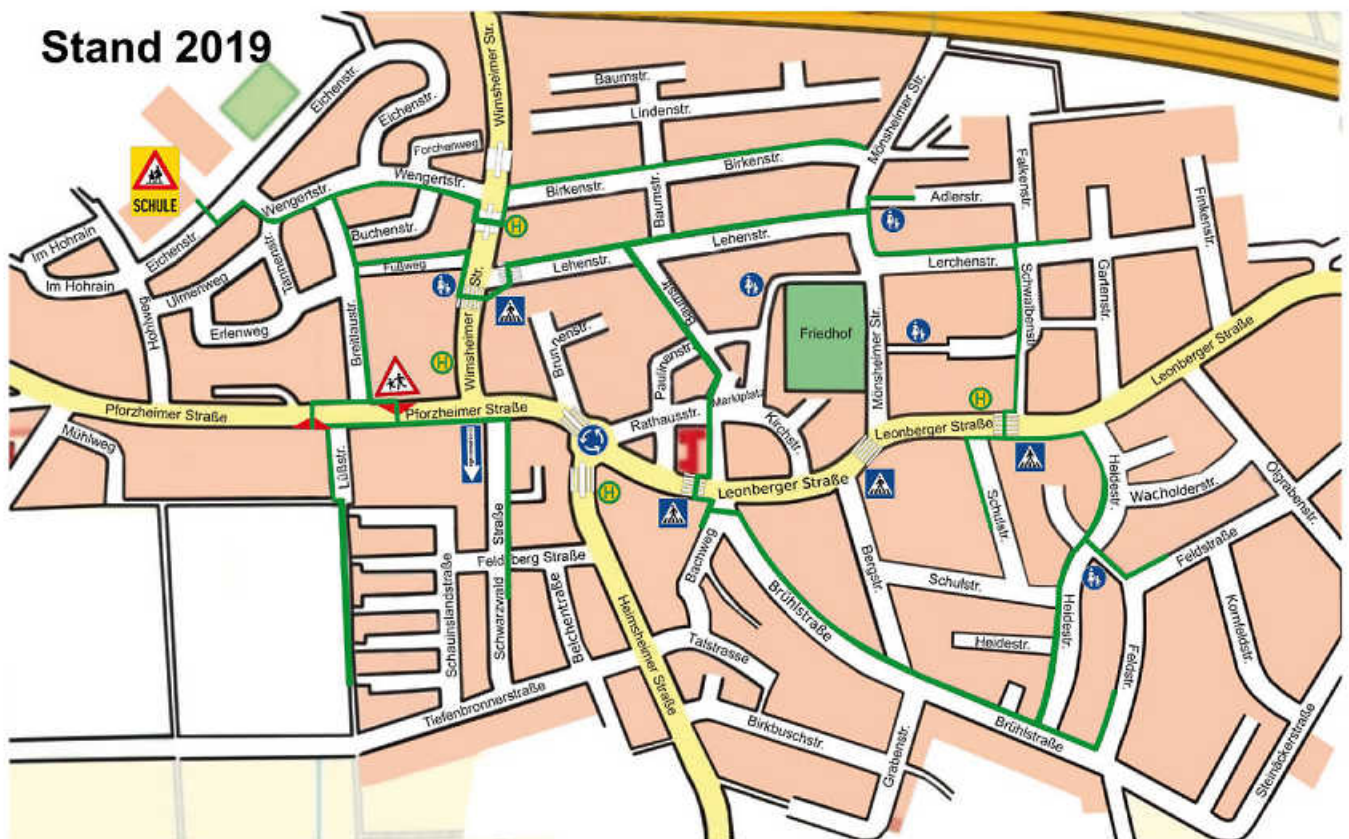 Stand 2019
Eichenstr.
Wimsheimer Str.
Baumstr.
Lindenstr.
Mönsheimer Str.
Eichenstr.
Forchenweg
Wengertstr.
Birkenstr.
Birkenstr.
Falkenstr.
SCHULE
Wengertstr.
Baumstr.
Adlerstr.
Finkenstr.
Im Hohrain
Eichenstr.
Tannenstr.
Buchenstr.
H
Lehenstr.
Im Hohrain
Ulmenweg
Fußweg
Lehenstr.
Lerchenstr.
Gartenstr.
Hohlweg
Erlenweg
Breitlaustr.
Wimsheimer Str.
Baumstr.
Schwalbenstr.
Brunnenstr.
Friedhof
Mönsheimer Str.
H
Paulinenstr.
Leonberger Straße
Marktplatz
H
Pforzheimer Straße
Pforzheimer Straße
Rathausstr.
Kirchstr.
Leonberger Straße
Mühlweg
Lüßstr.
Heidestr.
Ölgrabenstr.
H
Leonberger Straße
Wacholderstr.
Schulstr.
Schwarzwald Straße
Feldberg Straße
Bachweg
Bergstr.
Feldstraße
Schauinslandstraße
Belchenstraße
Heimsheimer Straße
Brühlstraße
Schulstr.
Heidestr.
Kornfeldstr.
Talstrasse
Heidestr.
Feldstr.
Tiefenbronnerstraße
Birkbuschstr.
Grabenstr.
Brühlstraße
Steinäckerstraße